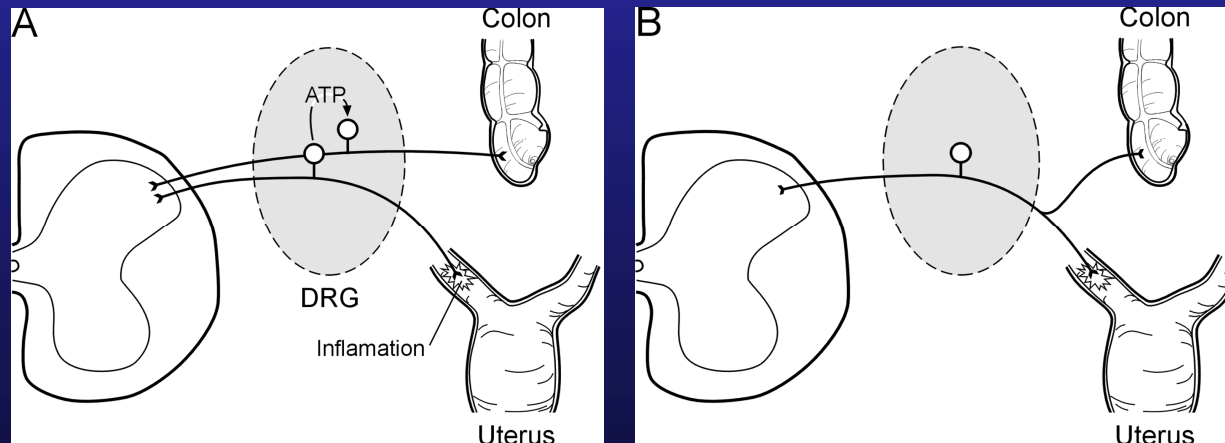 A
Colon
ATP
DRG
Inflamation
Uterus
B
Colon
Uterus